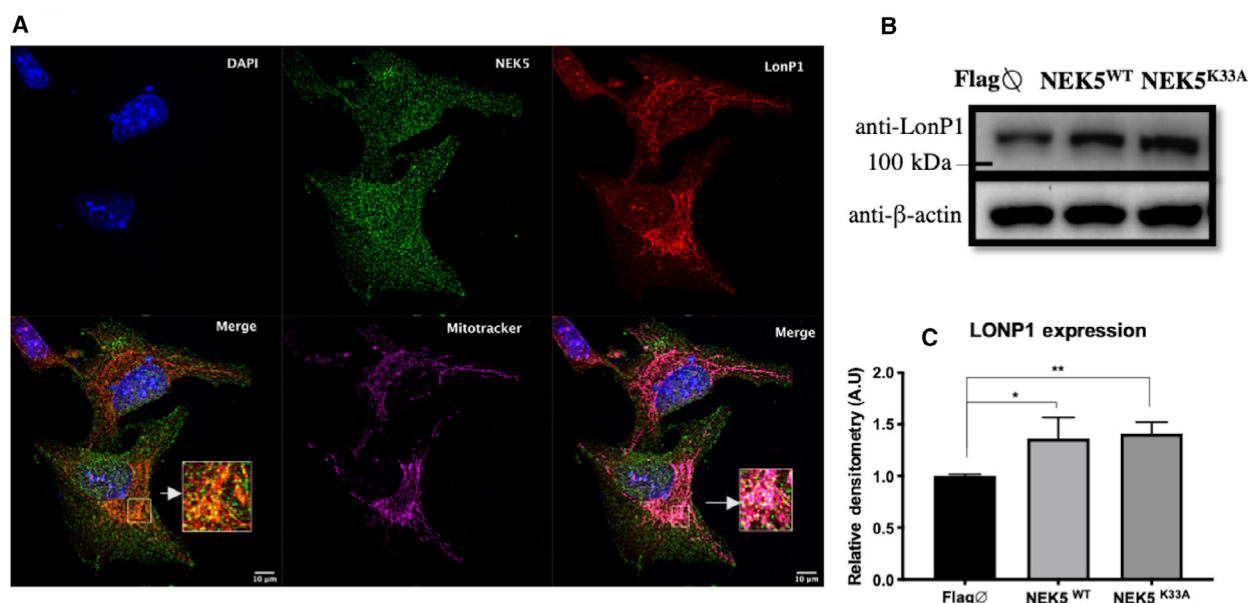 A
DAPI
NEK5
LonP1
Merge
Mitotracker
Merge
10 µm
10 µm
B
Flag∅ NEK5ᵂᵀ NEK5ᴷ³³ᴬ
anti-LonP1
100 kDa
anti-β-actin
C
LONP1 expression
Relative densitometry (A.U)
2.0
1.5
1.0
0.5
0.0
**
*
Flag∅ NEK5 ᵂᵀ NEK5 ᴷ³³ᴬ